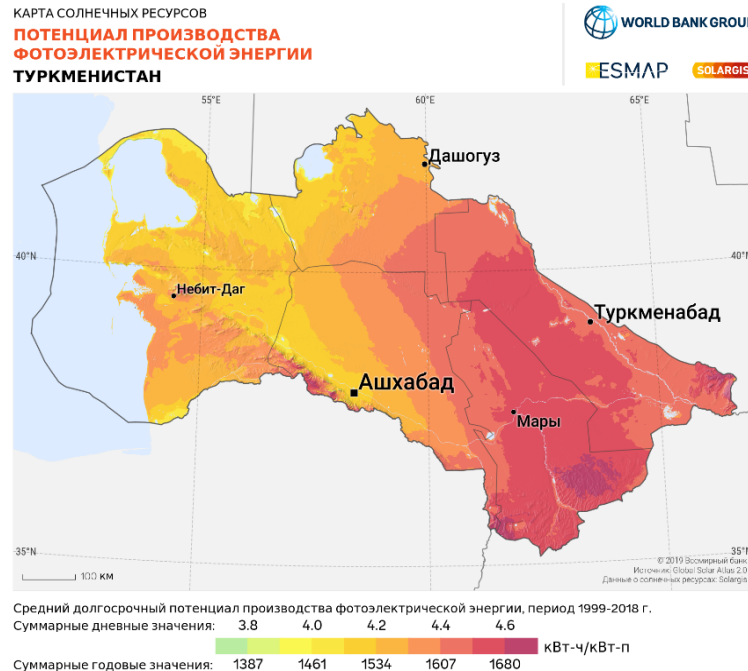 КАРТА СОЛНЕЧНЫХ РЕСУРСОВ
ПОТЕНЦИАЛ ПРОИЗВОДСТВА
ФОТОЭЛЕКТРИЧЕСКОЙ ЭНЕРГИИ
ТУРКМЕНИСТАН
WORLD BANK GROUP
ESMAP
SOLARGIS
55°E
60°E
65°E
Дашогуз
40°N
40°N
Небит-Даг
Туркменабад
Ашхабад
Мары
35°N
35°N
100 КМ
© 2019 Всемирный банк
Источник: Global Solar Atlas 2.0
Данные о солнечных ресурсах: Solargis
Средний долгосрочный потенциал производства фотоэлектрической энергии, период 1999-2018 г.
Суммарные дневные значения: 3.8 4.0 4.2 4.4 4.6
кВт-ч/кВт-п
Суммарные годовые значения: 1387 1461 1534 1607 1680